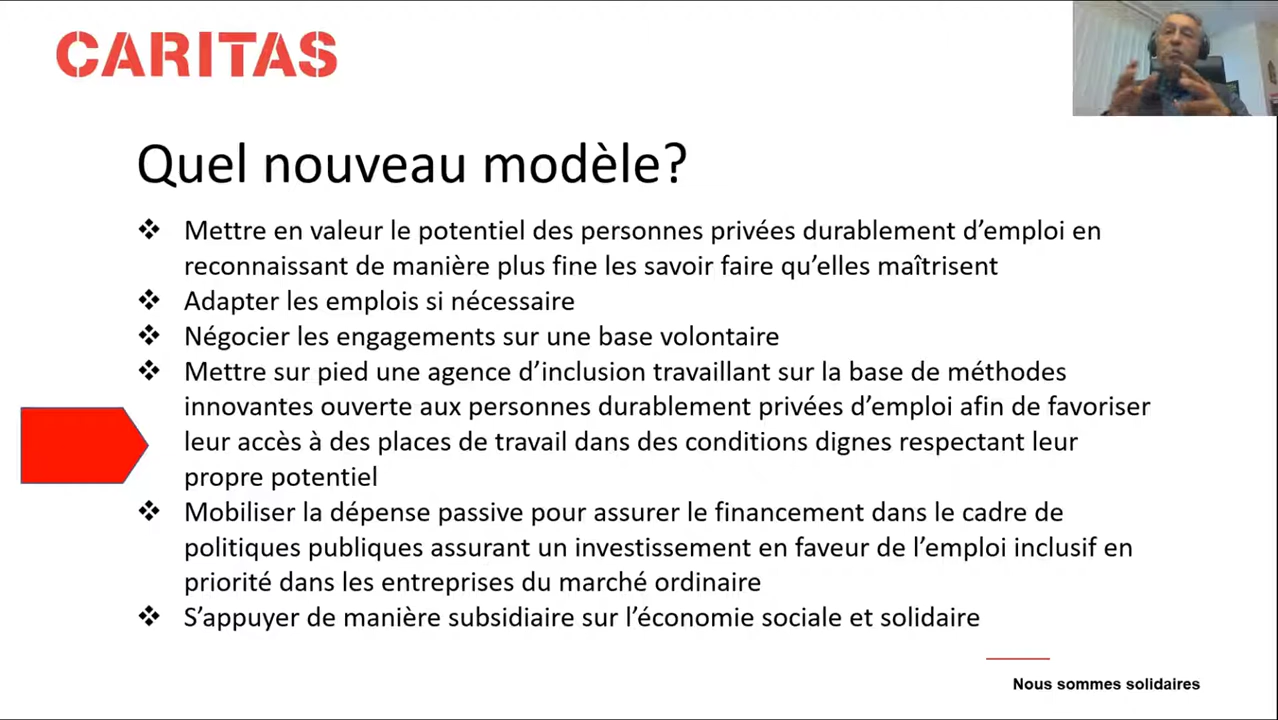 CARITAS
Quel nouveau modèle?
❖ Mettre en valeur le potentiel des personnes privées durablement d’emploi en
reconnaissant de manière plus fine les savoir faire qu’elles maîtrisent
❖ Adapter les emplois si nécessaire
❖ Négocier les engagements sur une base volontaire
❖ Mettre sur pied une agence d’inclusion travaillant sur la base de méthodes
innovantes ouverte aux personnes durablement privées d’emploi afin de favoriser
leur accès à des places de travail dans des conditions dignes respectant leur
propre potentiel
❖ Mobiliser la dépense passive pour assurer le financement dans le cadre de
politiques publiques assurant un investissement en faveur de l’emploi inclusif en
priorité dans les entreprises du marché ordinaire
❖ S’appuyer de manière subsidiaire sur l’économie sociale et solidaire
Nous sommes solidaires